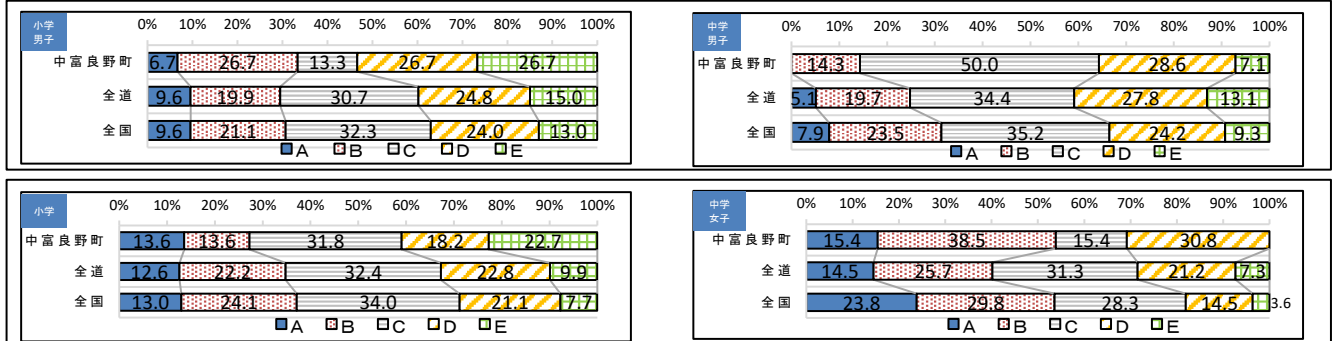 小学
男子
0% 10% 20% 30% 40% 50% 60% 70% 80% 90% 100%
中富良野町 6.7 26.7 13.3 26.7 26.7
全道 9.6 19.9 30.7 24.8 15.0
全国 9.6 21.1 32.3 24.0 13.0
A B C D E
中学
男子
0% 10% 20% 30% 40% 50% 60% 70% 80% 90% 100%
中富良野町 14.3 50.0 28.6 7.1
全道 5.1 19.7 34.4 27.8 13.1
全国 7.9 23.5 35.2 24.2 9.3
A B C D E
小学
0% 10% 20% 30% 40% 50% 60% 70% 80% 90% 100%
中富良野町 13.6 13.6 31.8 18.2 22.7
全道 12.6 22.2 32.4 22.8 9.9
全国 13.0 24.1 34.0 21.1 7.7
A B C D E
中学
女子
0% 10% 20% 30% 40% 50% 60% 70% 80% 90% 100%
中富良野町 15.4 38.5 15.4 30.8
全道 14.5 25.7 31.3 21.2 7.3
全国 23.8 29.8 28.3 14.5 3.6
A B C D E